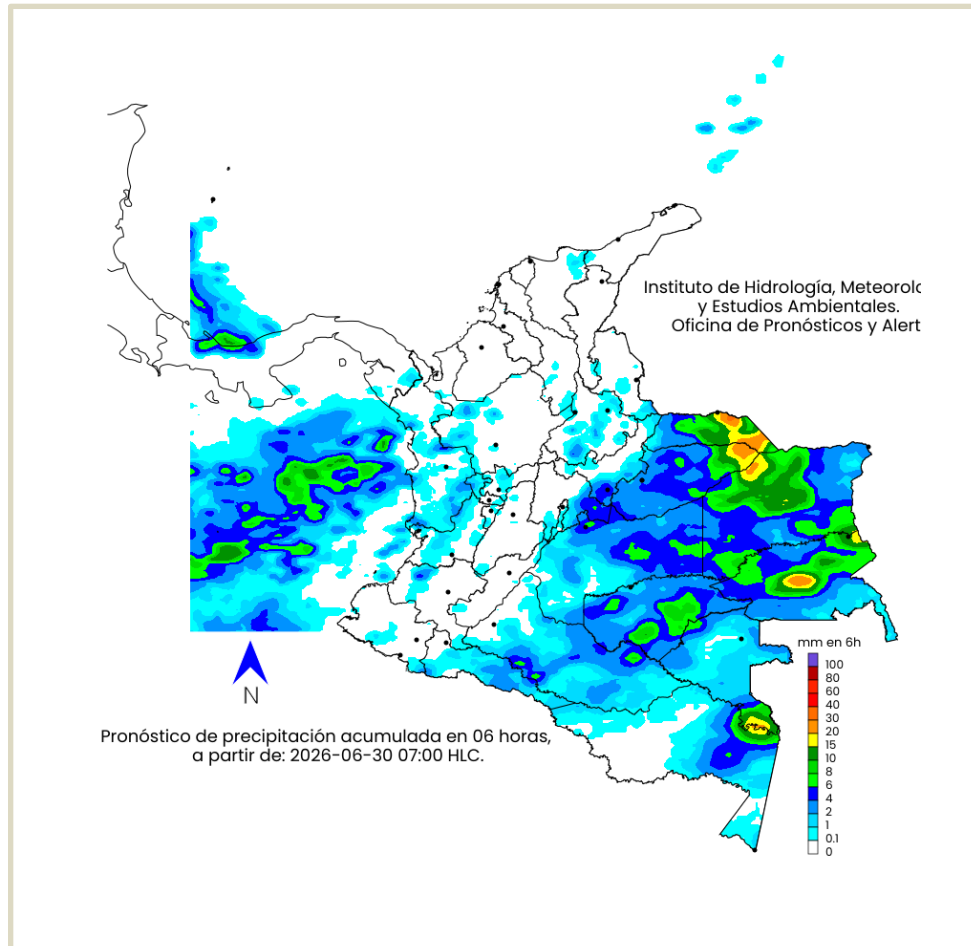 Instituto de Hidrología, Meteorolo
y Estudios Ambientales.
Oficina de Pronósticos y Alert
mm en 6h
100
80
60
40
30
20
15
10
8
6
4
2
1
0.1
0
N
Pronóstico de precipitación acumulada en 06 horas,
a partir de: 2026-06-30 07:00 HLC.